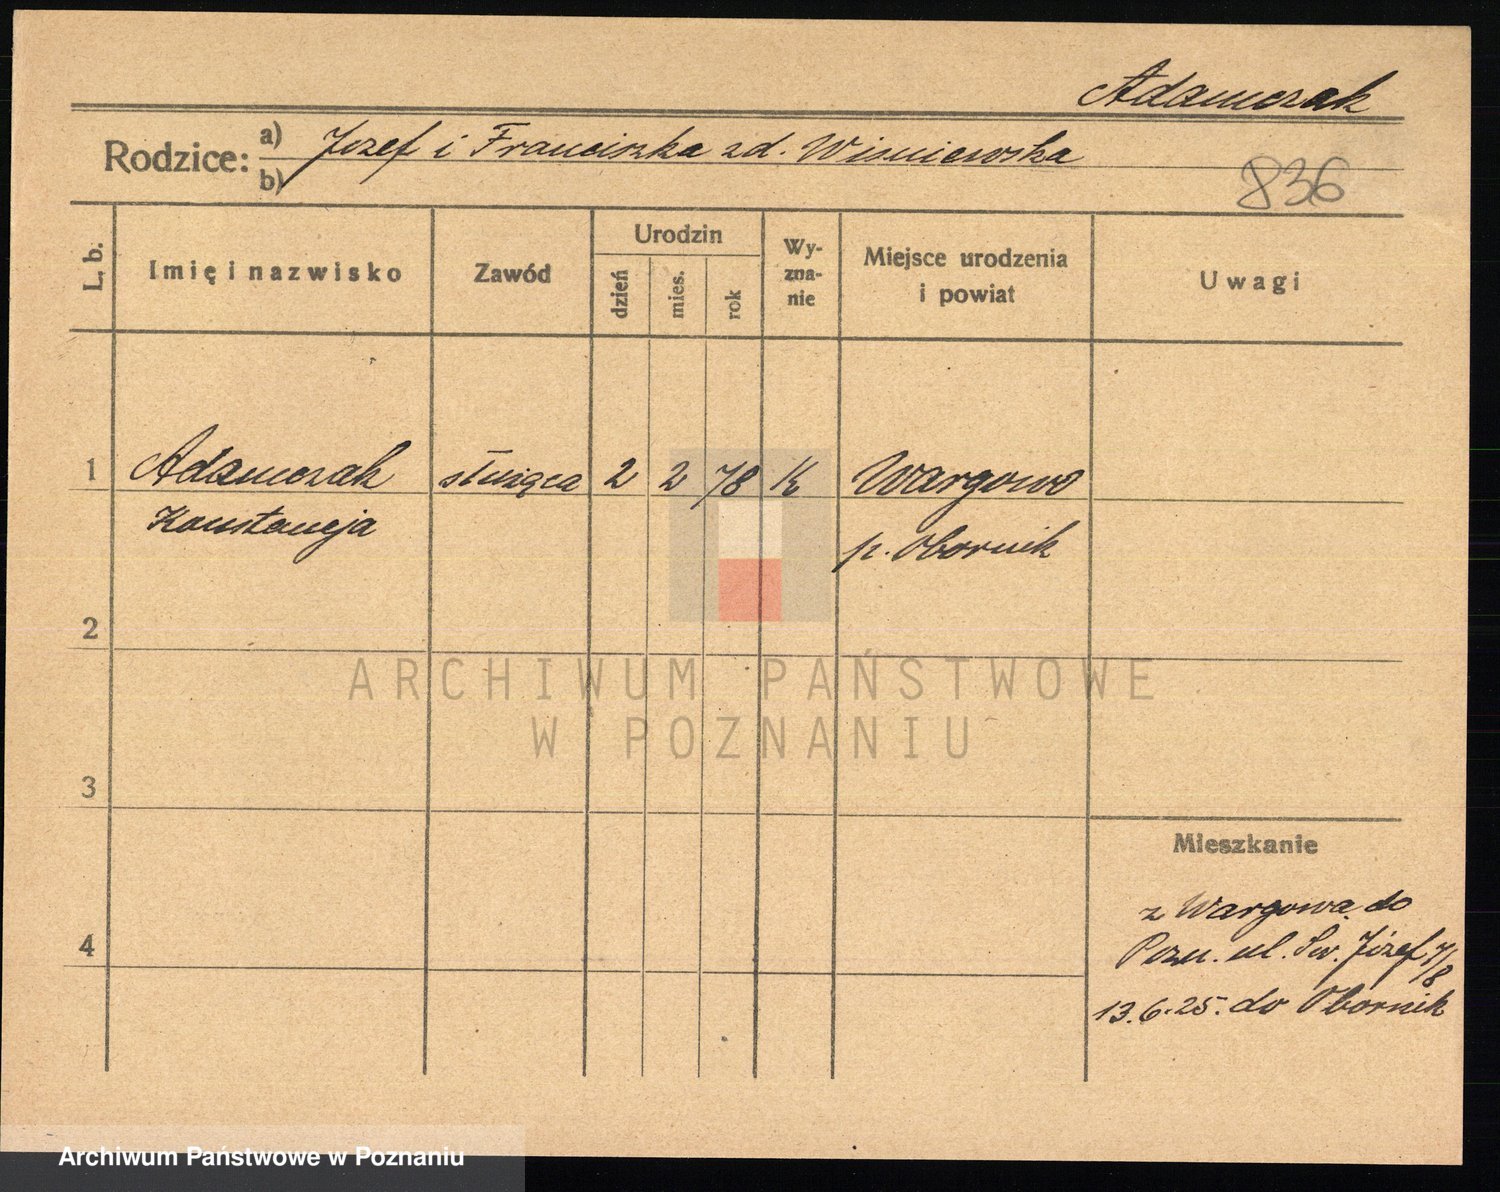 Adamczak
Rodzice: a) Jozef i Franciszka zd. Wiśniewska
b)
836
L. b.
Imię i nazwisko
Zawód
Urodzin
dzień
mies.
rok
Wy-
zna-
nie
Miejsce urodzenia
i powiat
Uwagi
1 Adamczak służąca 2 2 78 K Wargowo
Konstancja p. Obornik
2
ARCHIWUM PAŃSTWOWE
W POZNANIU
3
Mieszkanie
z Wargowa do
Pozn. ul. Św. Józef 7/8
4
13.6.25. do Obornik
Archiwum Państwowe w Poznaniu